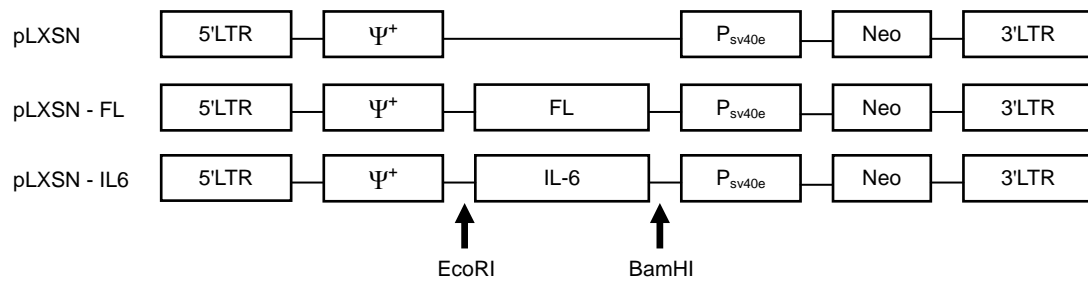 pLXSN 5'LTR Ψ+ Psv40e Neo 3'LTR
pLXSN - FL 5'LTR Ψ+ FL Psv40e Neo 3'LTR
pLXSN - IL6 5'LTR Ψ+ IL-6 Psv40e Neo 3'LTR
EcoRI BamHI